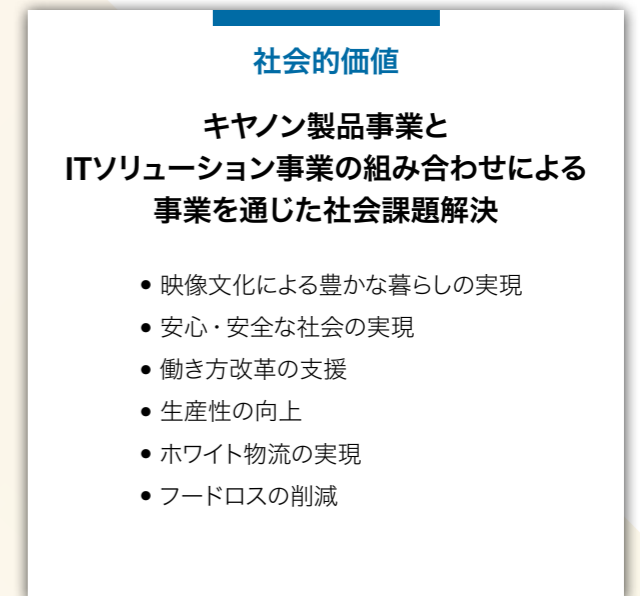 社会的価値
キヤノン製品事業と
ITソリューション事業の組み合わせによる
事業を通じた社会課題解決
• 映像文化による豊かな暮らしの実現
• 安心・安全な社会の実現
• 働き方改革の支援
• 生産性の向上
• ホワイト物流の実現
• フードロスの削減